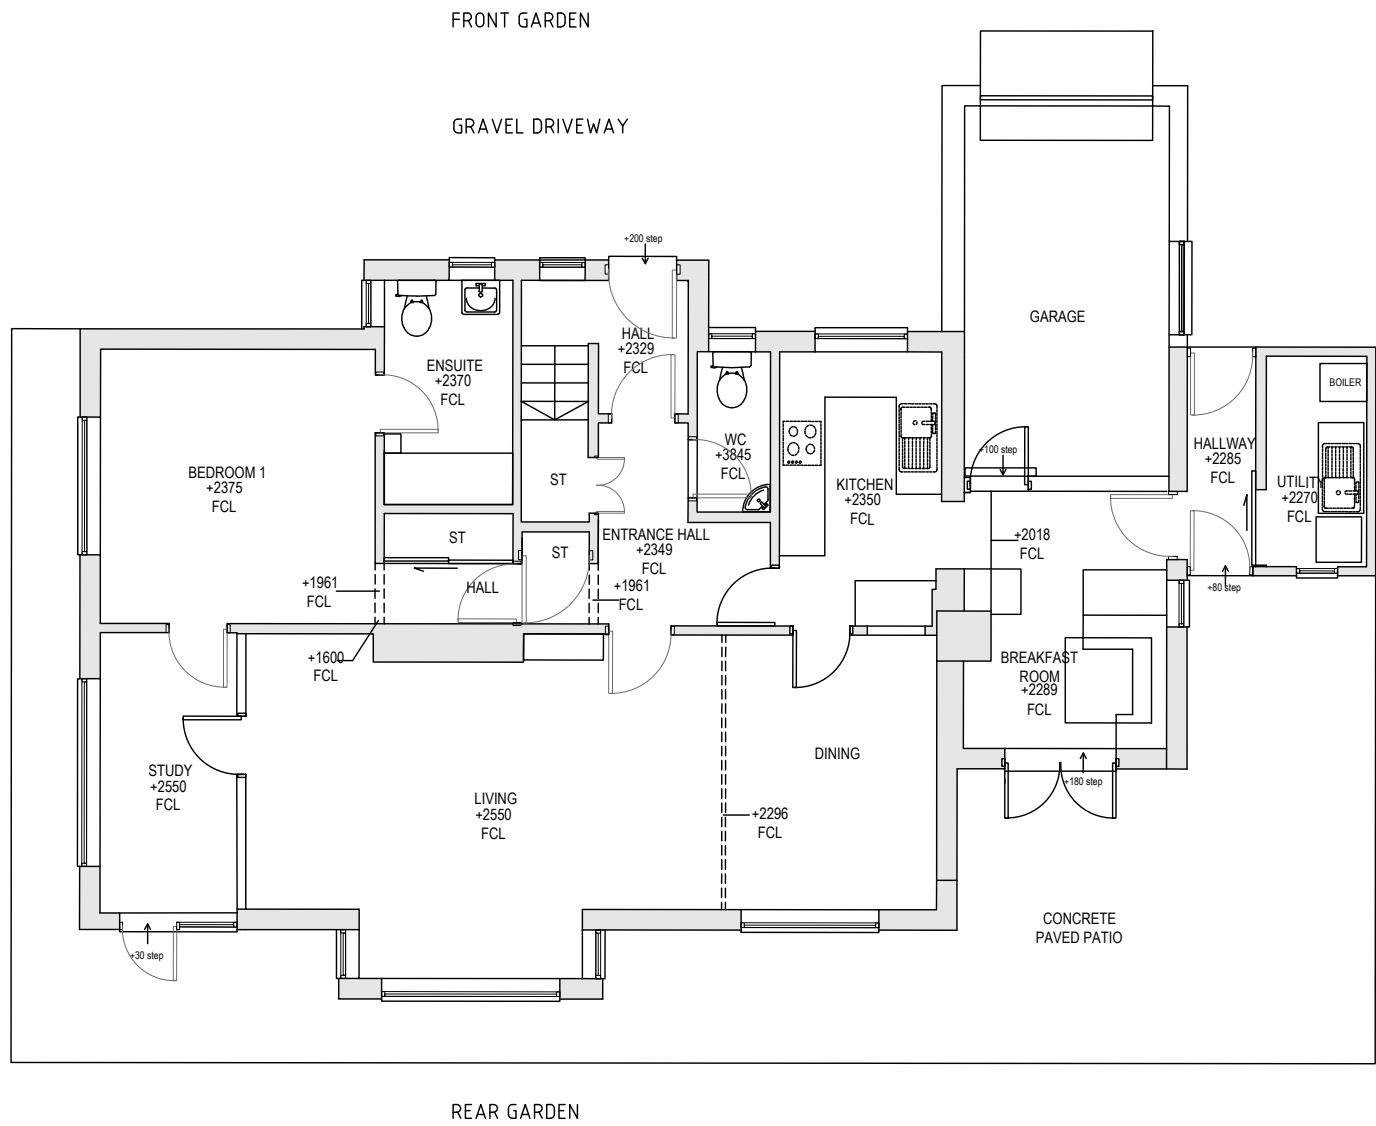 FRONT GARDEN
GRAVEL DRIVEWAY
+200 step
GARAGE
HALL
+2329
FCL
ENSUITE
+2370
FCL
BOILER
WC
+3845
FCL
+100 step
HALLWAY
+2285
FCL
BEDROOM 1
+2375
FCL
ST
KITCHEN
+2350
FCL
UTILITY
+2270
FCL
ST
ST
ENTRANCE HALL
+2349
FCL
+2018
FCL
+1961
FCL
HALL
+1961
FCL
+80 step
+1600
FCL
BREAKFAST
ROOM
+2289
FCL
STUDY
+2550
FCL
LIVING
+2550
FCL
DINING
+2296
FCL
+180 step
+30 step
CONCRETE
PAVED PATIO
REAR GARDEN